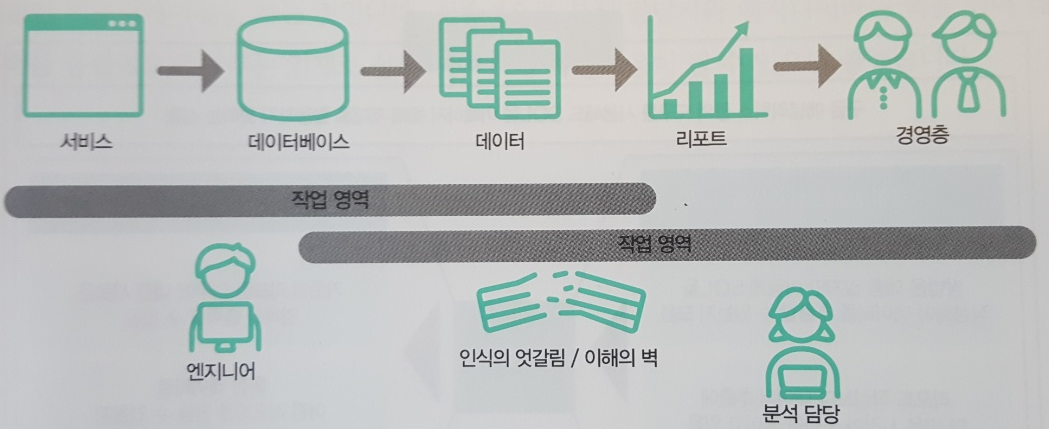 서비스
데이터베이스
데이터
리포트
경영층
작업 영역
작업 영역
엔지니어
인식의 엇갈림 / 이해의 벽
분석 담당